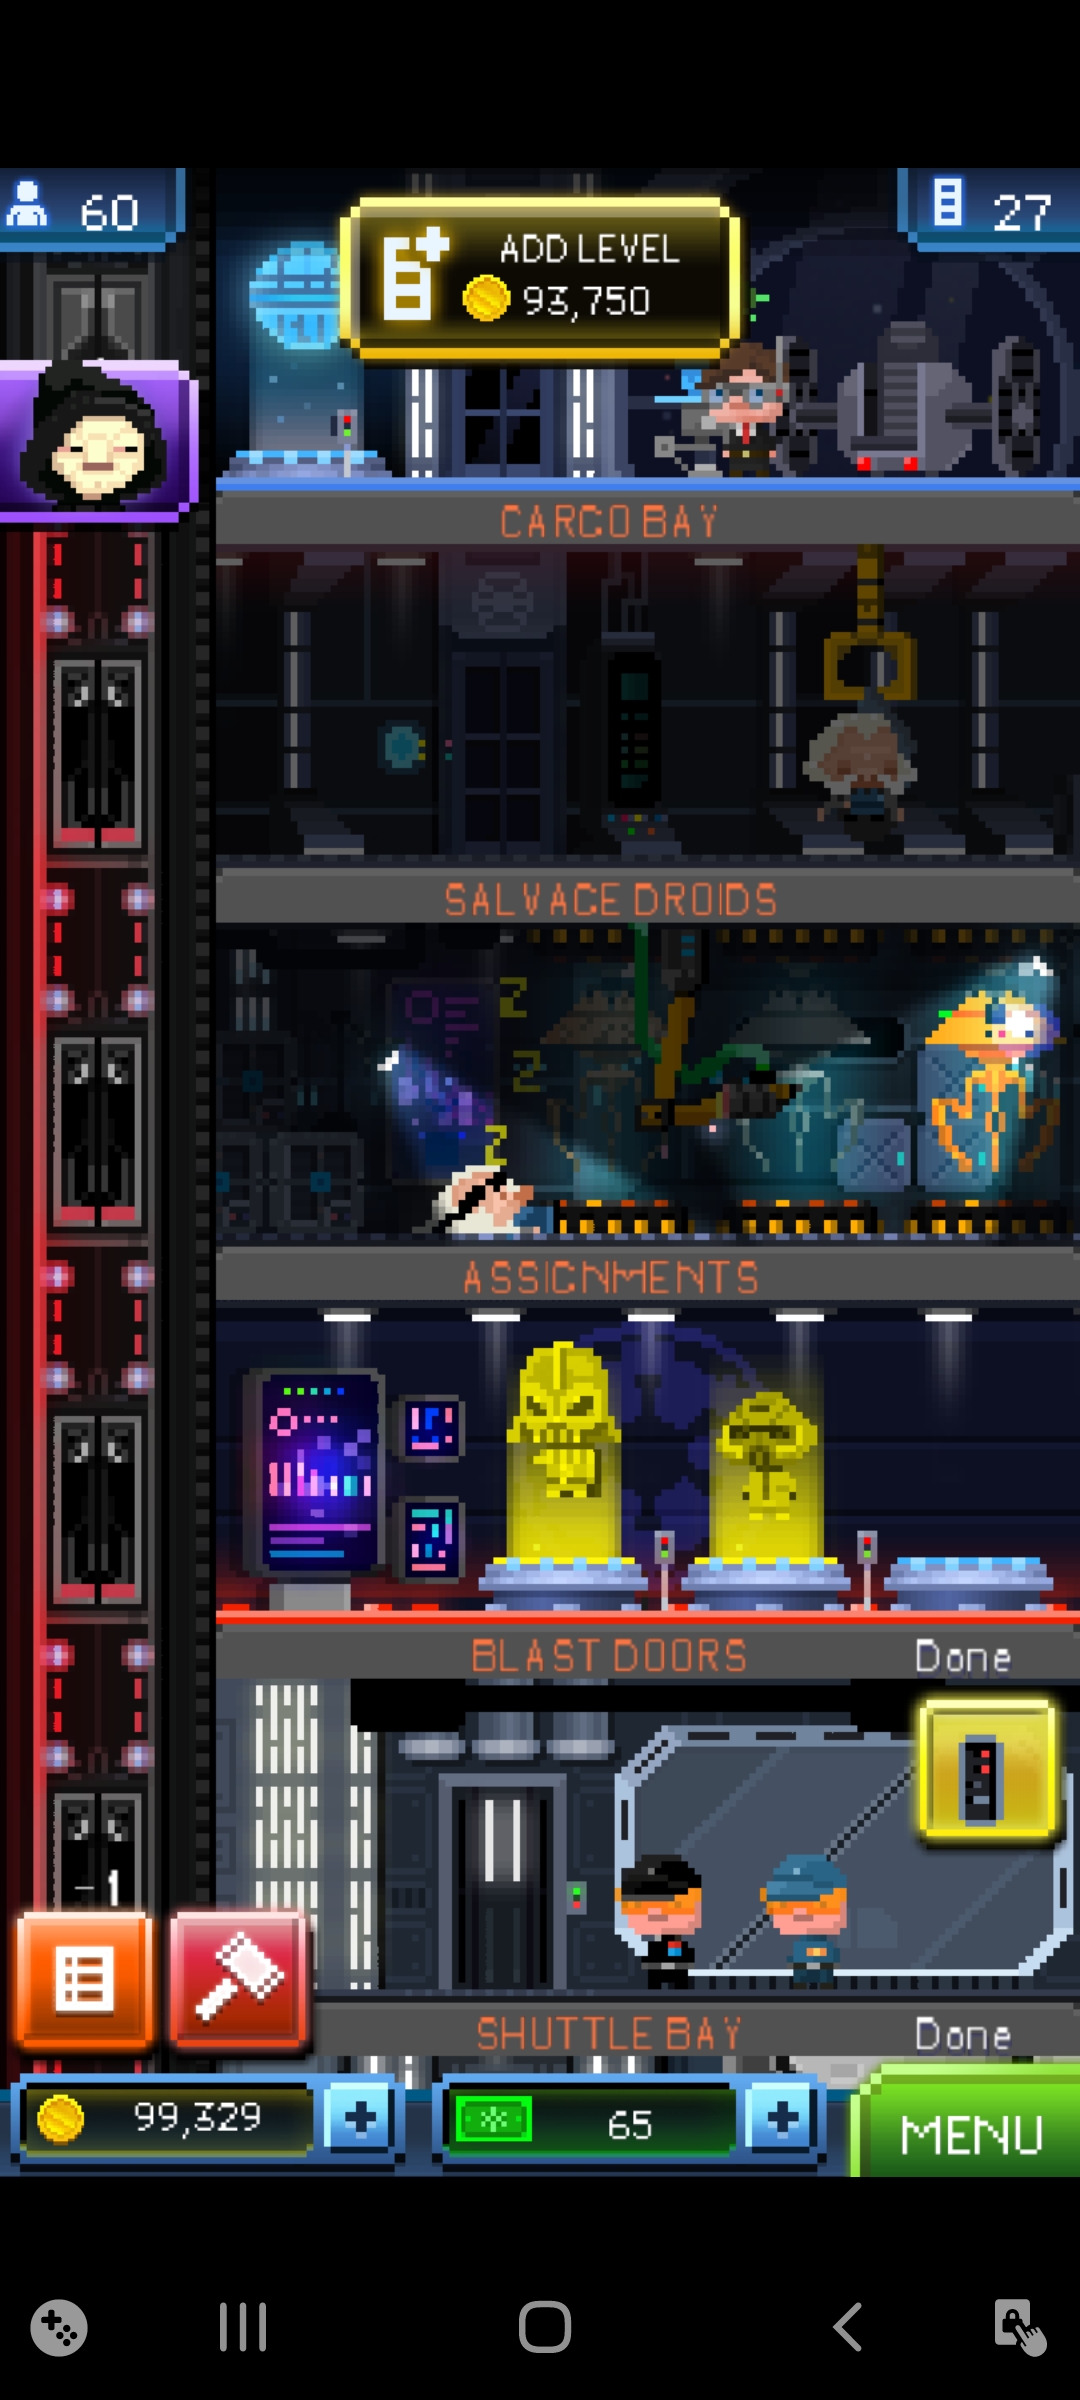 60
ADD LEVEL
93,750
27
CARGO BAY
SALVAGE DROIDS
Z
Z
Z
ASSIGNMENTS
BLAST DOORS
Done
-1
SHUTTLE BAY
Done
99,329
65
MENU